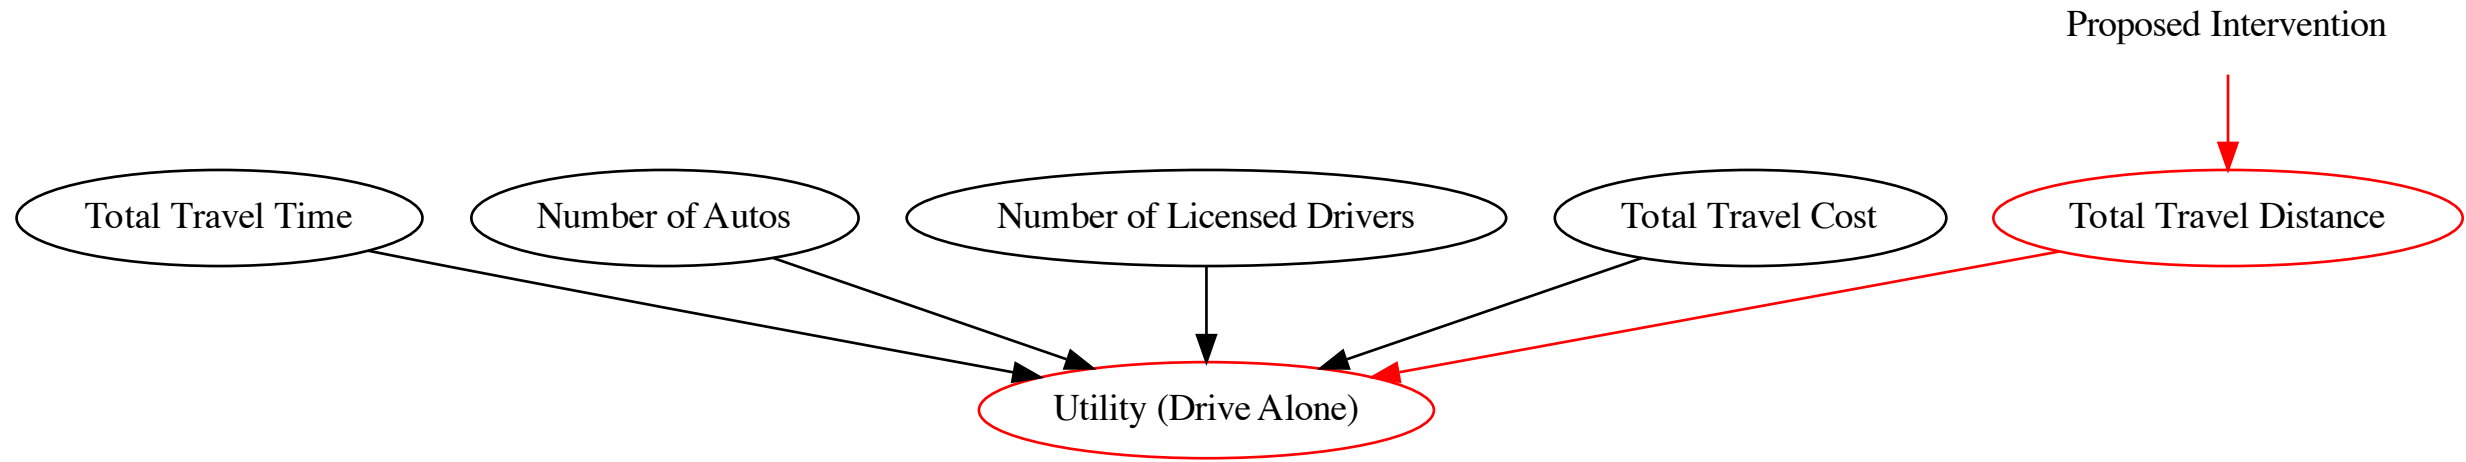 Proposed Intervention
Total Travel Time
Number of Autos
Number of Licensed Drivers
Total Travel Cost
Total Travel Distance
Utility (Drive Alone)